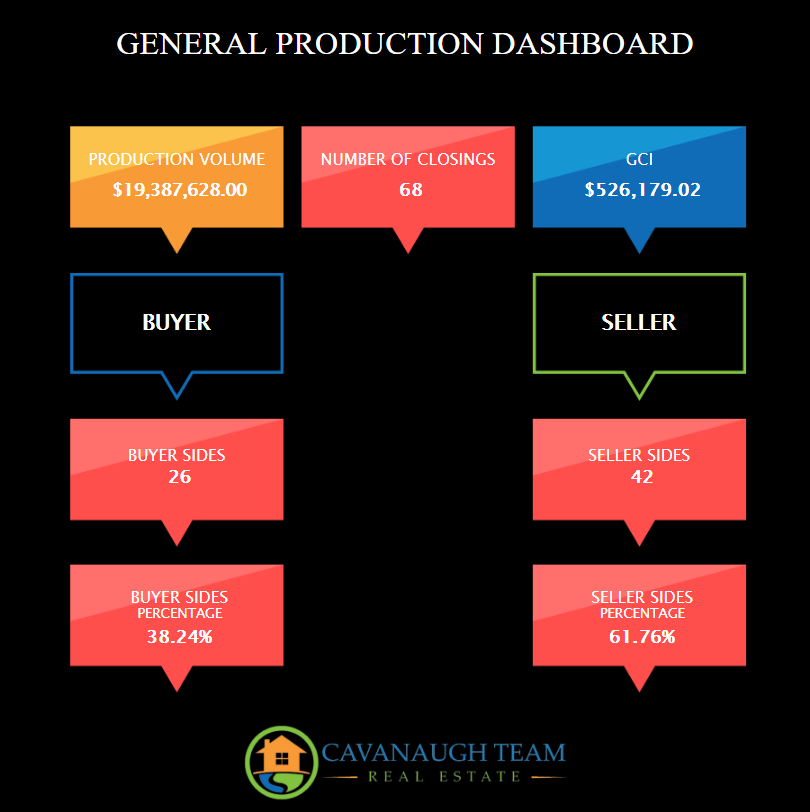 GENERAL PRODUCTION DASHBOARD
PRODUCTION VOLUME
$19,387,628.00
NUMBER OF CLOSINGS
68
GCI
$526,179.02
BUYER
SELLER
BUYER SIDES
26
SELLER SIDES
42
BUYER SIDES
PERCENTAGE
38.24%
SELLER SIDES
PERCENTAGE
61.76%
CAVANAUGH TEAM
REAL ESTATE